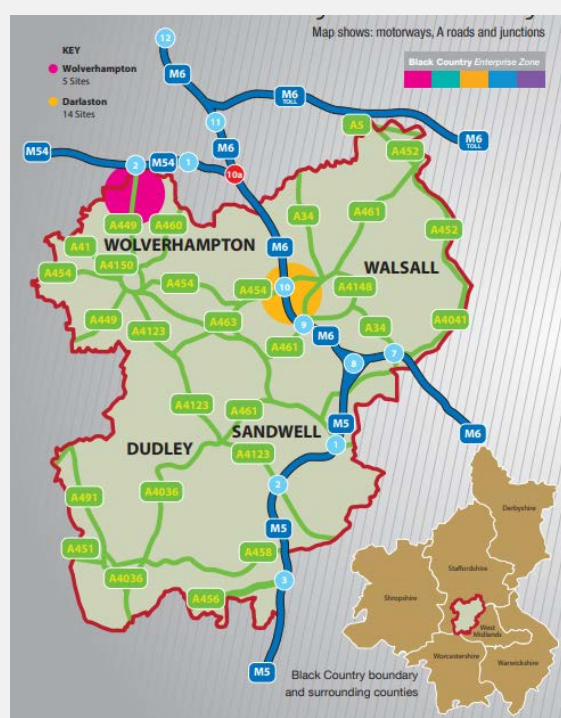 Map shows: motorways, A roads and junctions
KEY
Wolverhampton
5 Sites
Darlaston
14 Sites
Black Country Enterprise Zone
12
M6
M6
TOLL
11
M6
TOLL
A5
A452
M54
2
M54
1
M6
10a
A449
A460
A34
A461
A452
A41
WOLVERHAMPTON
M6
WALSALL
A4150
A454
A454
A454
10
A4148
A449
A4123
A463
9
M6
A34
A4041
A461
8
7
A4123
A461
M5
M6
SANDWELL
DUDLEY
A4123
1
2
A491
A4036
M5
A451
A458
A4036
3
A456
M5
Derbyshire
Staffordshire
Shropshire
West
Midlands
Worcestershire
Warwickshire
Black Country boundary
and surrounding counties